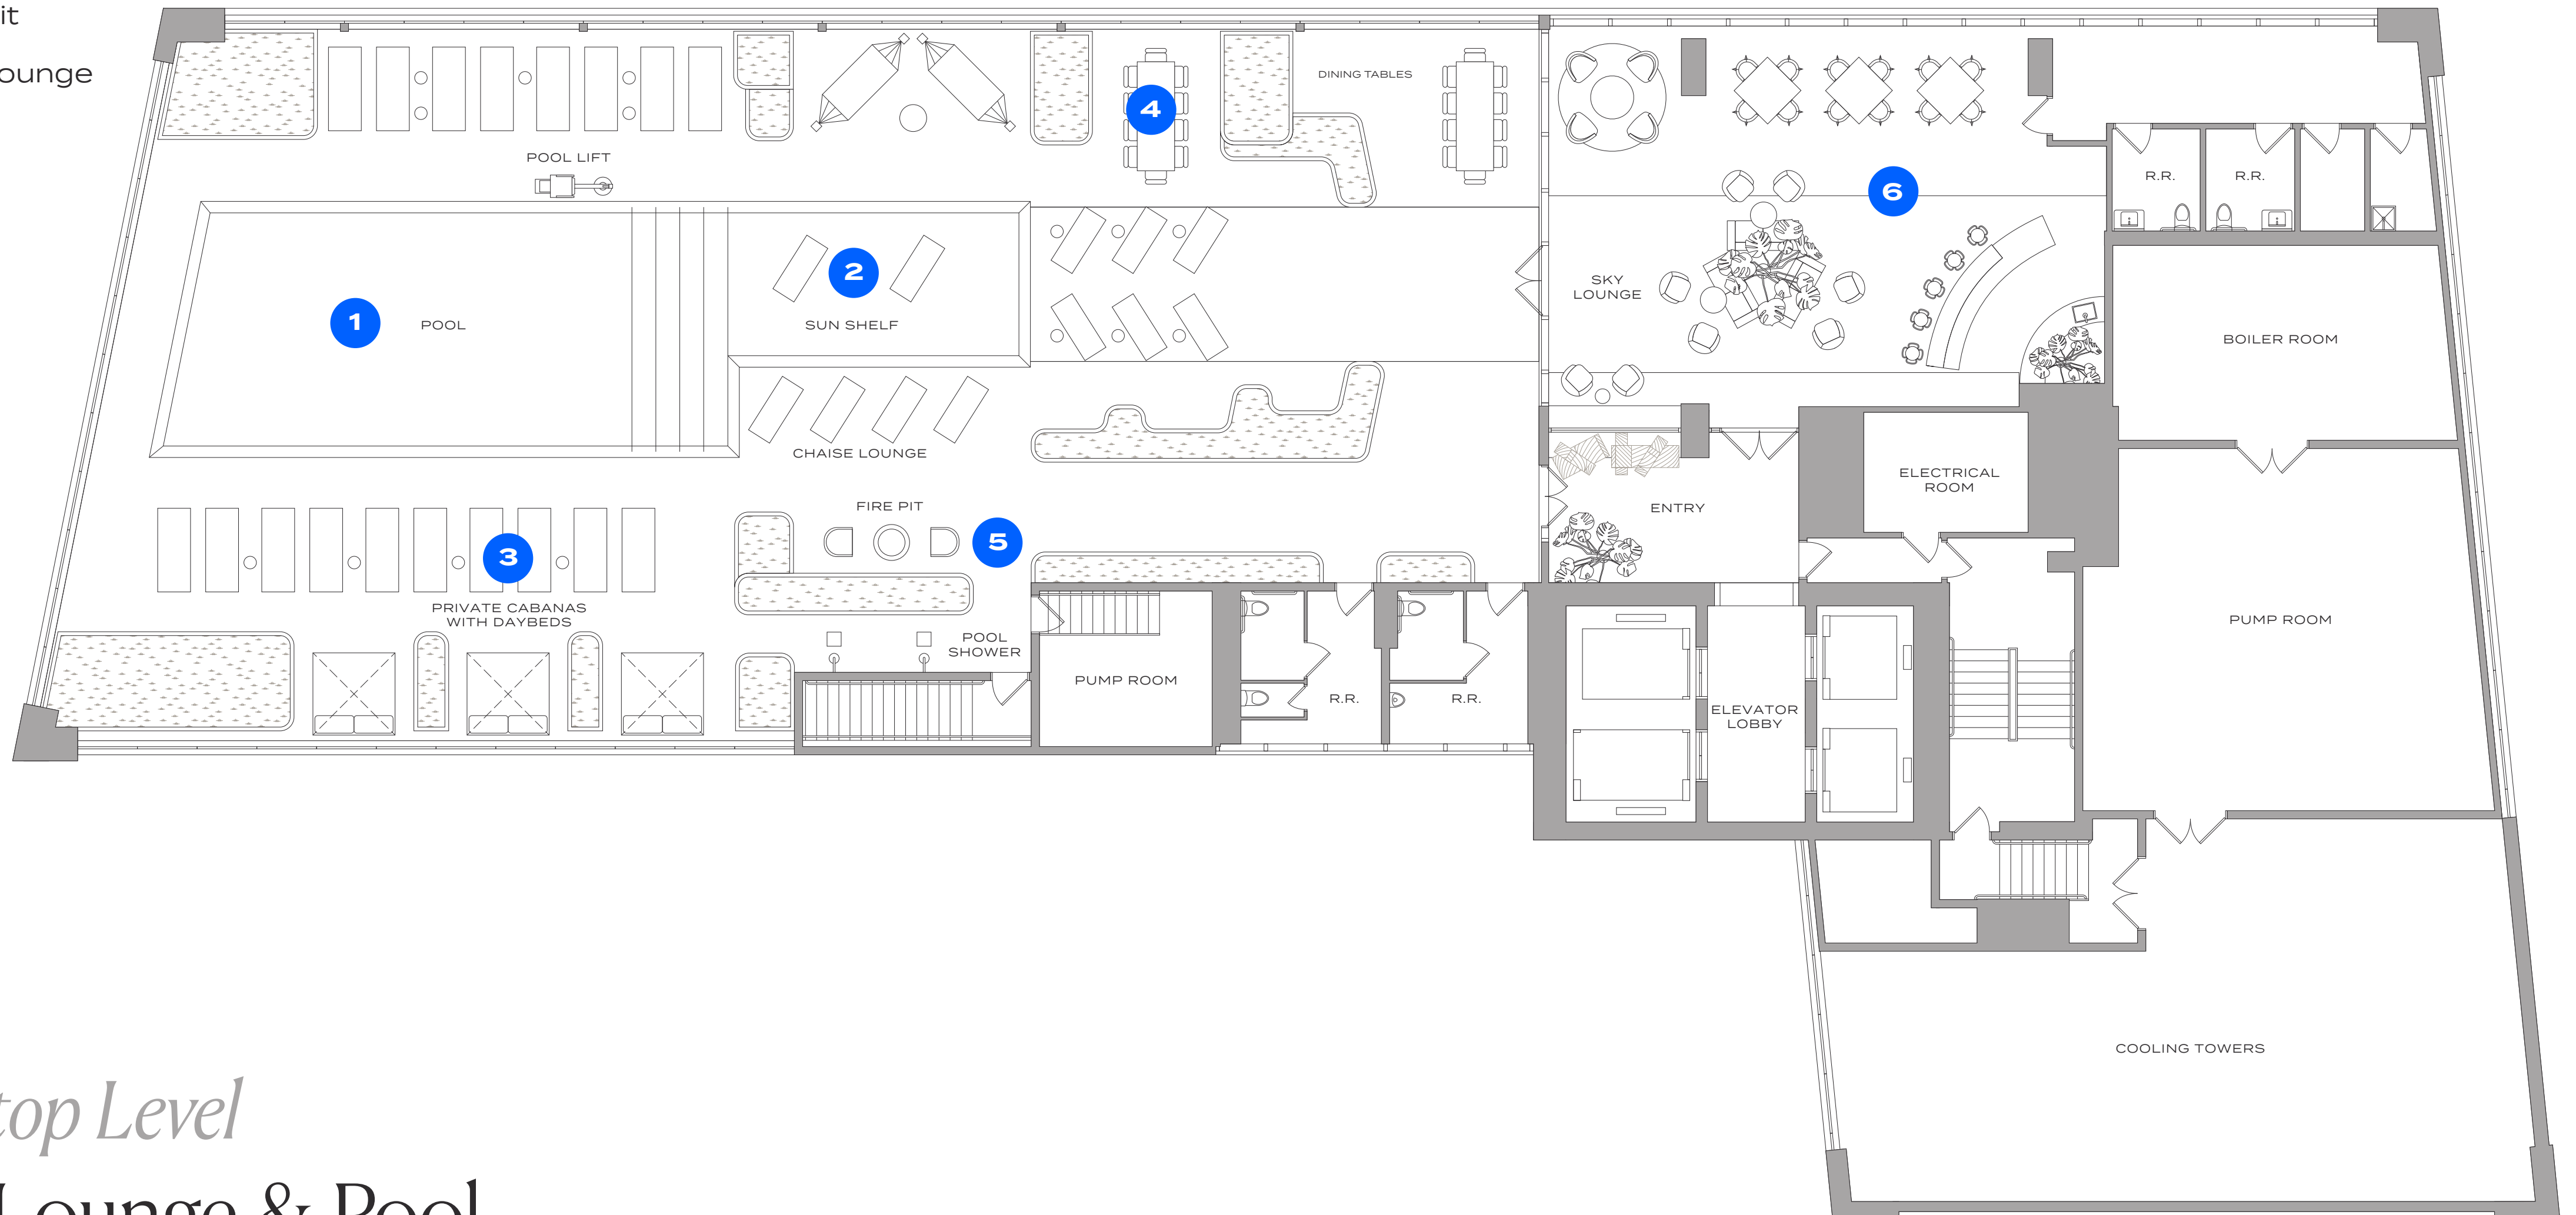 it
ounge
DINING TABLES
4
POOL LIFT
6
R.R.
R.R.
2
SKY
LOUNGE
1
POOL
SUN SHELF
BOILER ROOM
CHAISE LOUNGE
ELECTRICAL
ROOM
FIRE PIT
ENTRY
5
3
PRIVATE CABANAS
WITH DAYBEDS
PUMP ROOM
POOL
SHOWER
PUMP ROOM
R.R.
R.R.
ELEVATOR
LOBBY
COOLING TOWERS
top Level
Lounge & Pool